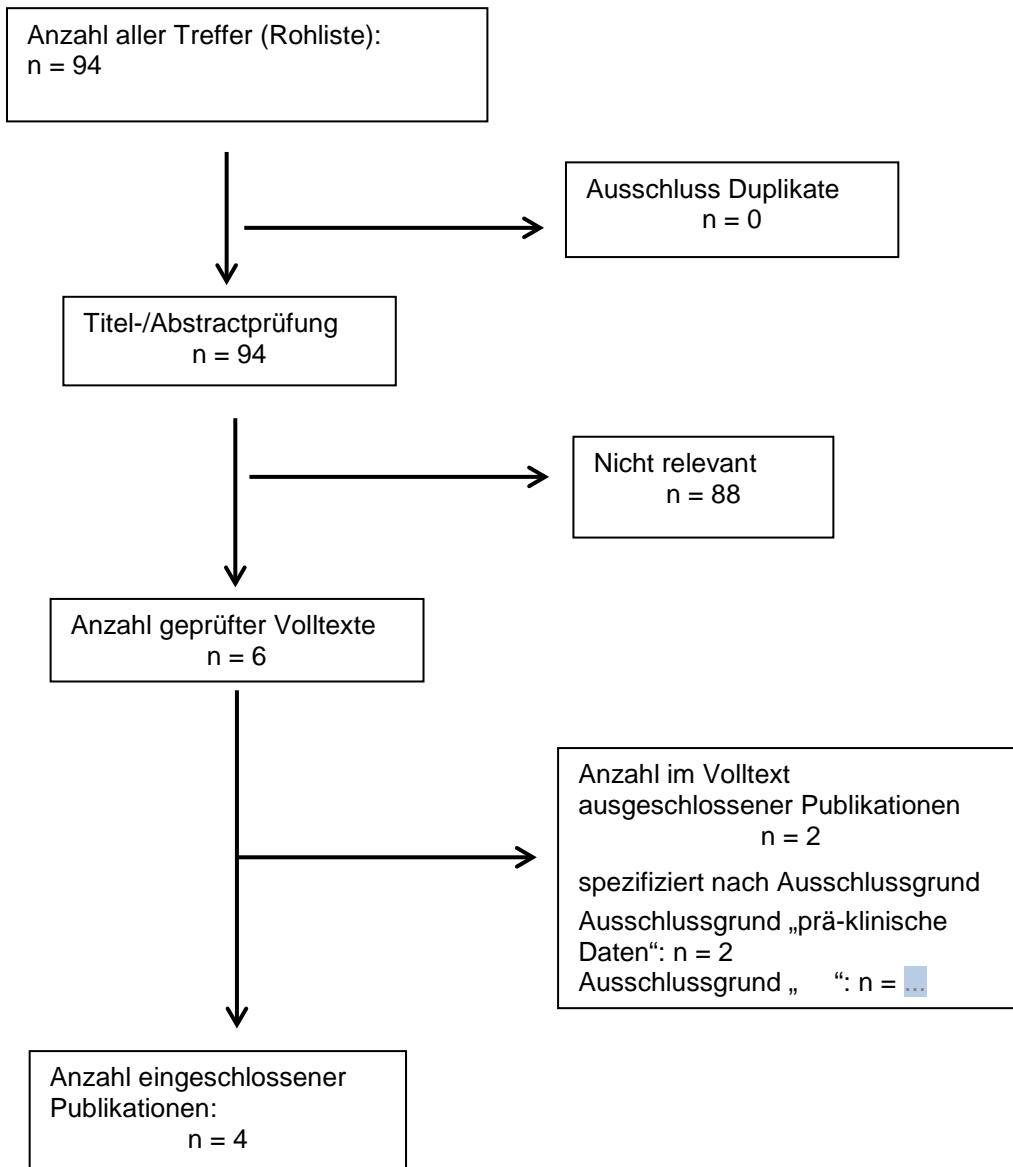 Anzahl aller Treffer (Rohliste):
n = 94
Ausschluss Duplikate
n = 0
Titel-/Abstractprüfung
n = 94
Nicht relevant
n = 88
Anzahl geprüfter Volltexte
n = 6
Anzahl im Volltext
ausgeschlossener Publikationen
n = 2
spezifiziert nach Ausschlussgrund
Ausschlussgrund „prä-klinische
Daten“: n = 2
Ausschlussgrund „     “: n = ...
Anzahl eingeschlossener
Publikationen:
n = 4